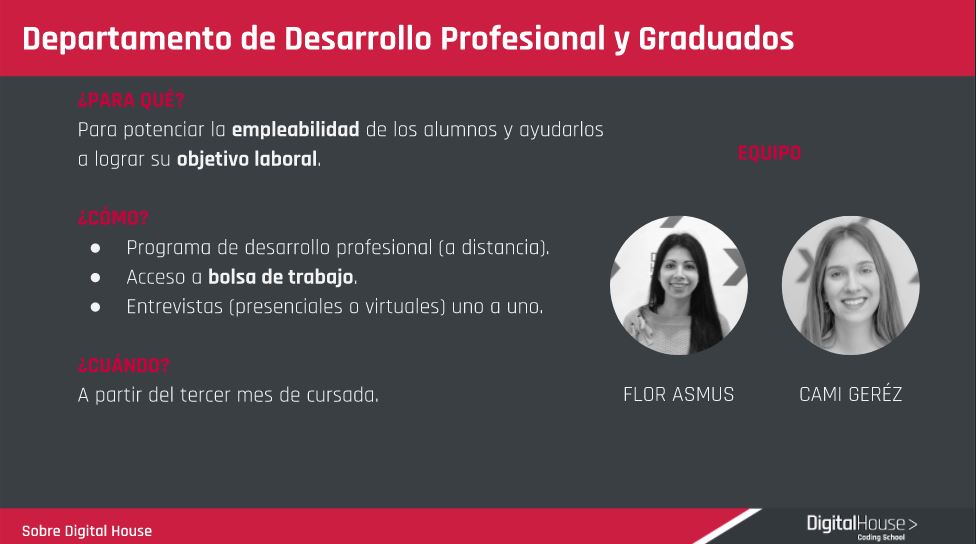 Departamento de Desarrollo Profesional y Graduados
¿PARA QUÉ?
Para potenciar la empleabilidad de los alumnos y ayudarlos
a lograr su objetivo laboral.
¿CÓMO?
● Programa de desarrollo profesional (a distancia).
● Acceso a bolsa de trabajo.
● Entrevistas (presenciales o virtuales) uno a uno.
¿CUÁNDO?
A partir del tercer mes de cursada.
EQUIPO
FLOR ASMUS
CAMI GERÉZ
Sobre Digital House
DigitalHouse>
Coding School